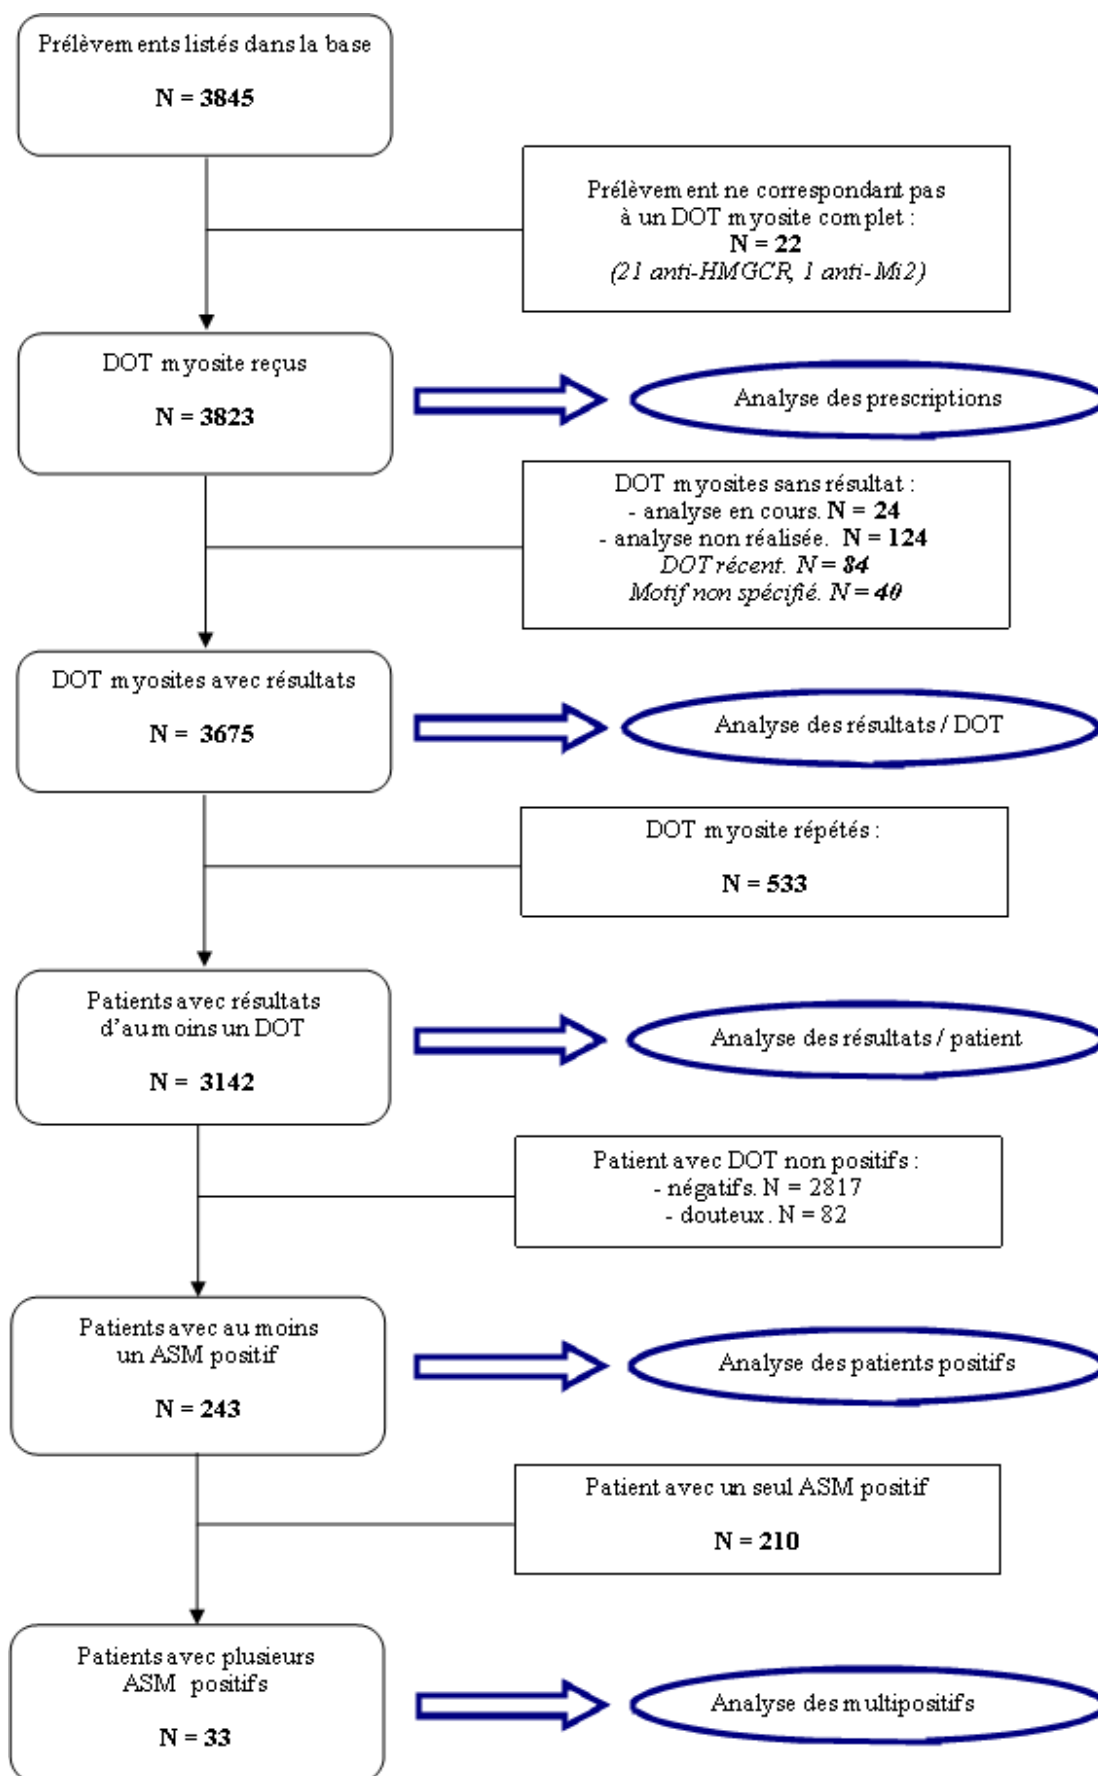 Prélèvements listés dans la base
N = 3845
Prélèvement ne correspondant pas
à un DOT myosite complet :
N = 22
(21 anti-HMGCR, 1 anti-Mi2)
DOT myosite reçus
N = 3823
Analyse des prescriptions
DOT myosites sans résultat :
- analyse en cours. N = 24
- analyse non réalisée. N = 124
DOT récent. N = 84
Motif non spécifié. N = 40
DOT myosites avec résultats
N = 3675
Analyse des résultats / DOT
DOT myosite répétés :
N = 533
Patients avec résultats
d'au moins un DOT
N = 3142
Analyse des résultats / patient
Patient avec DOT non positifs :
- négatifs. N = 2817
- douteux. N = 82
Patients avec au moins
un ASM positif
N = 243
Analyse des patients positifs
Patient avec un seul ASM positif
N = 210
Patients avec plusieurs
ASM positifs
N = 33
Analyse des multipositifs